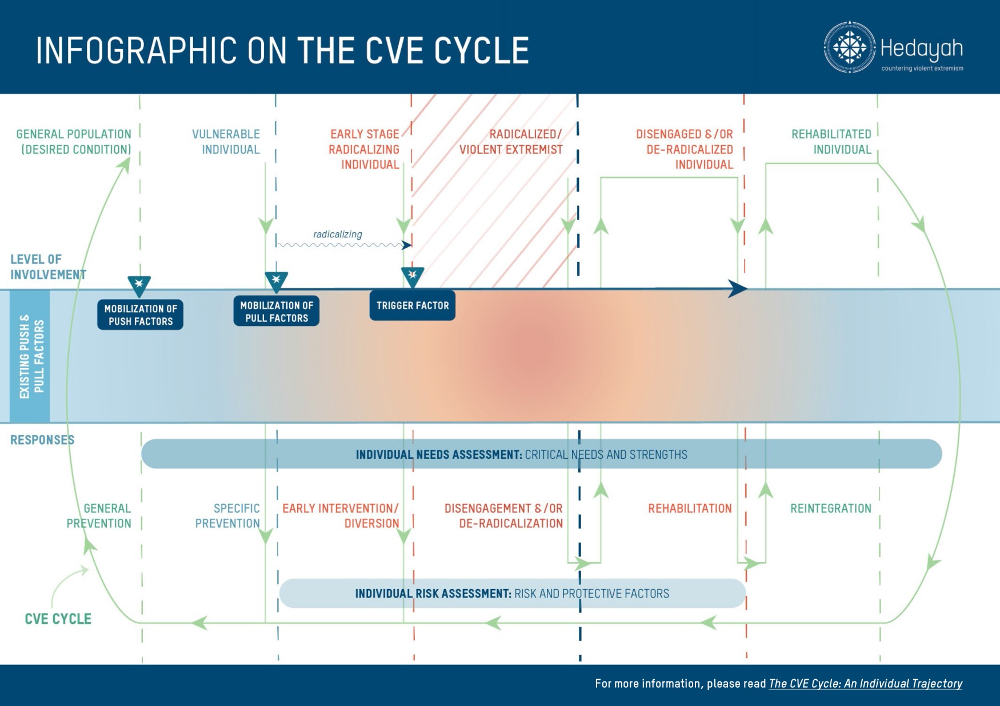 INFOGRAPHIC ON THE CVE CYCLE
Hedayah
countering violent extremism
GENERAL POPULATION
(DESIRED CONDITION)
VULNERABLE
INDIVIDUAL
EARLY STAGE
RADICALIZING
INDIVIDUAL
RADICALIZED/
VIOLENT EXTREMIST
DISENGAGED &/OR
DE-RADICALIZED
INDIVIDUAL
REHABILITATED
INDIVIDUAL
radicalizing
LEVEL OF
INVOLVEMENT
MOBILIZATION OF
PUSH FACTORS
MOBILIZATION OF
PULL FACTORS
TRIGGER FACTOR
EXISTING PUSH &
PULL FACTORS
RESPONSES
INDIVIDUAL NEEDS ASSESSMENT: CRITICAL NEEDS AND STRENGTHS
GENERAL
PREVENTION
SPECIFIC
PREVENTION
EARLY INTERVENTION/
DIVERSION
DISENGAGEMENT &/OR
DE-RADICALIZATION
REHABILITATION
REINTEGRATION
INDIVIDUAL RISK ASSESSMENT: RISK AND PROTECTIVE FACTORS
CVE CYCLE
For more information, please read The CVE Cycle: An Individual Trajectory